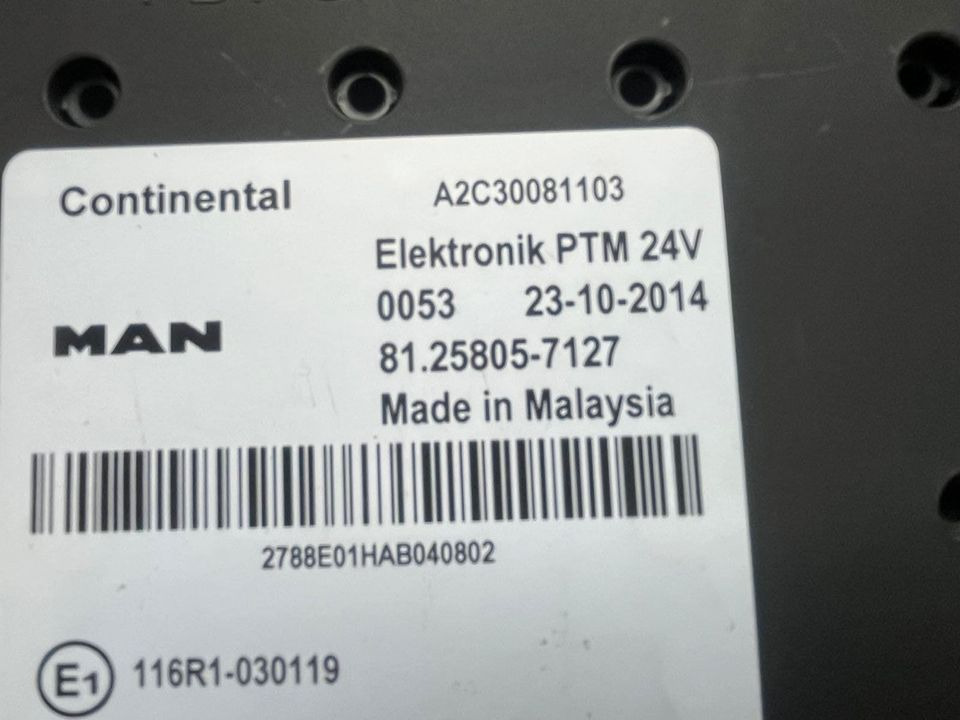 Continental A2C30081103
Elektronik PTM 24V
0053 23-10-2014
MAN 81.25805-7127
Made in Malaysia
2788E01HAB040802
E1 116R1-030119